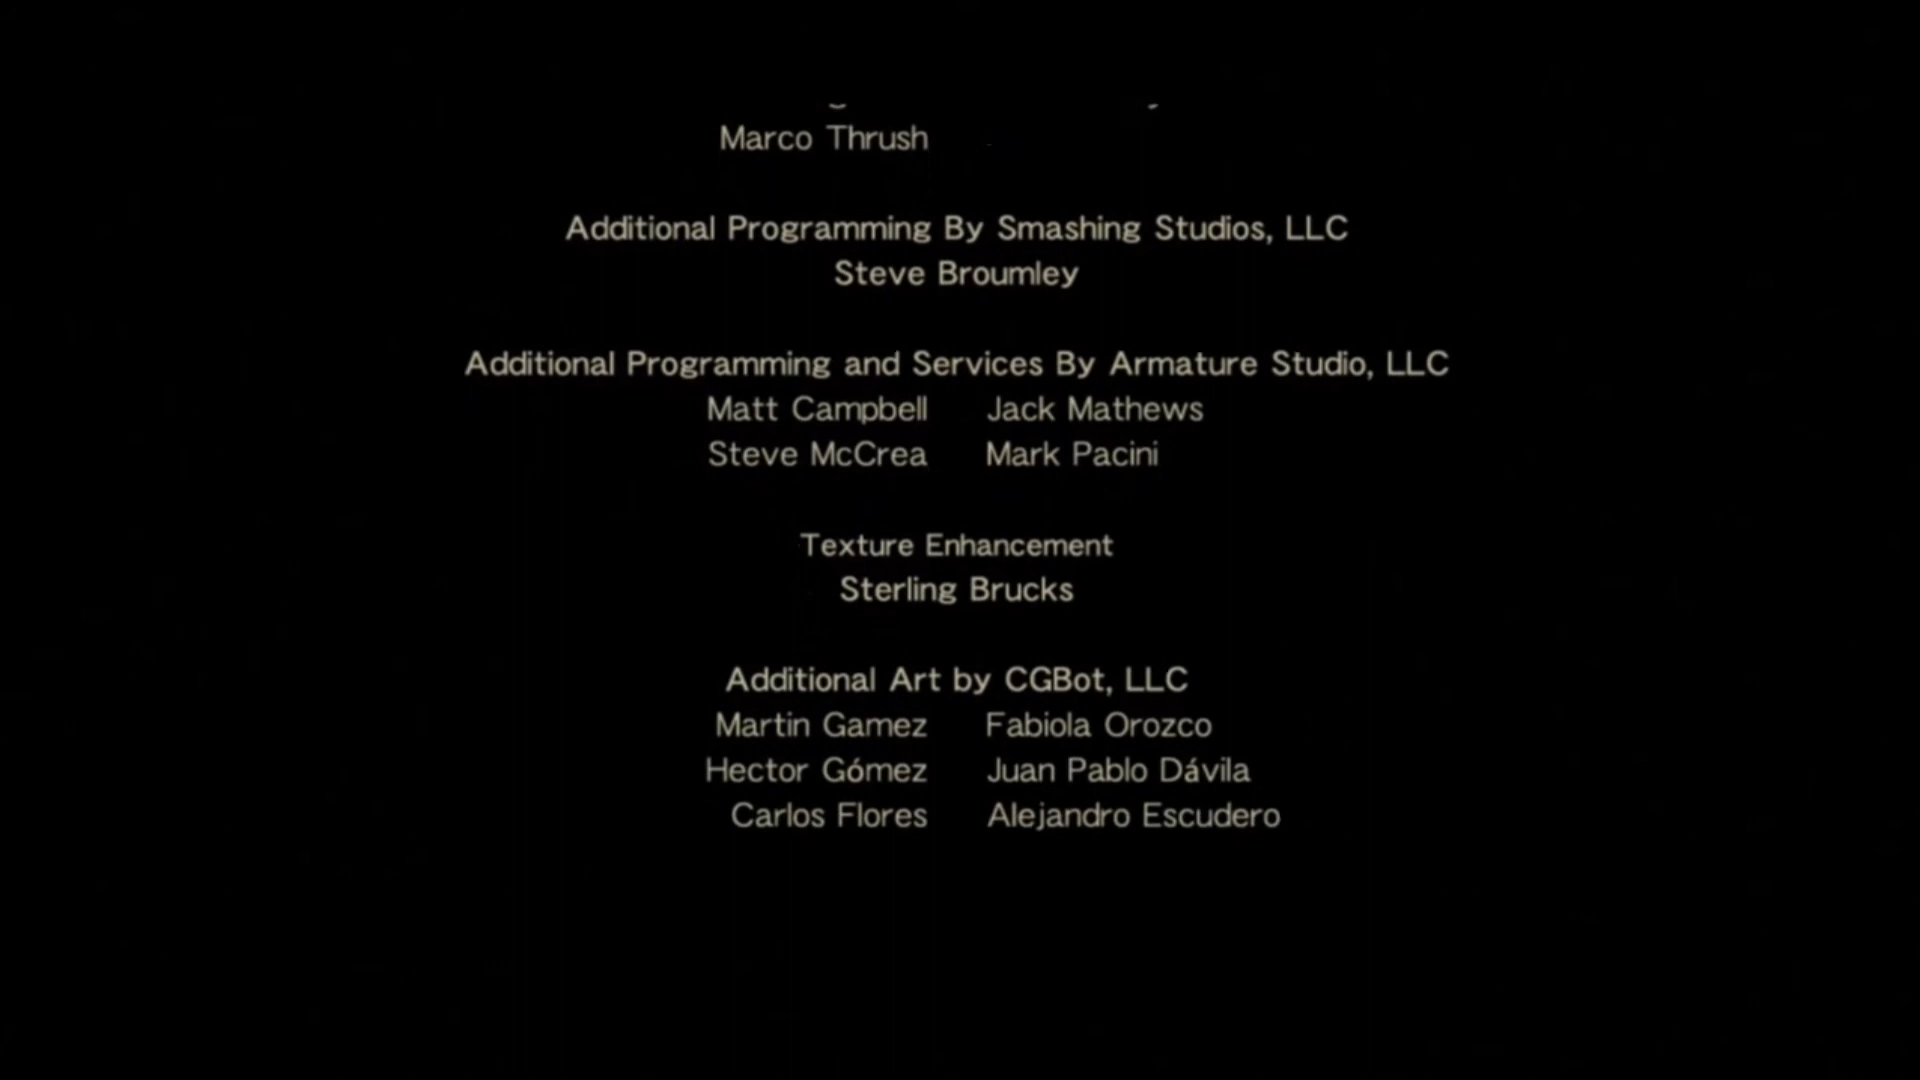 Marco Thrush
Additional Programming By Smashing Studios, LLC
Steve Broumley
Additional Programming and Services By Armature Studio, LLC
Matt Campbell Jack Mathews
Steve McCrea Mark Pacini
Texture Enhancement
Sterling Brucks
Additional Art by CGBot, LLC
Martin Gamez Fabiola Orozco
Hector Gómez Juan Pablo Dávila
Carlos Flores Alejandro Escudero